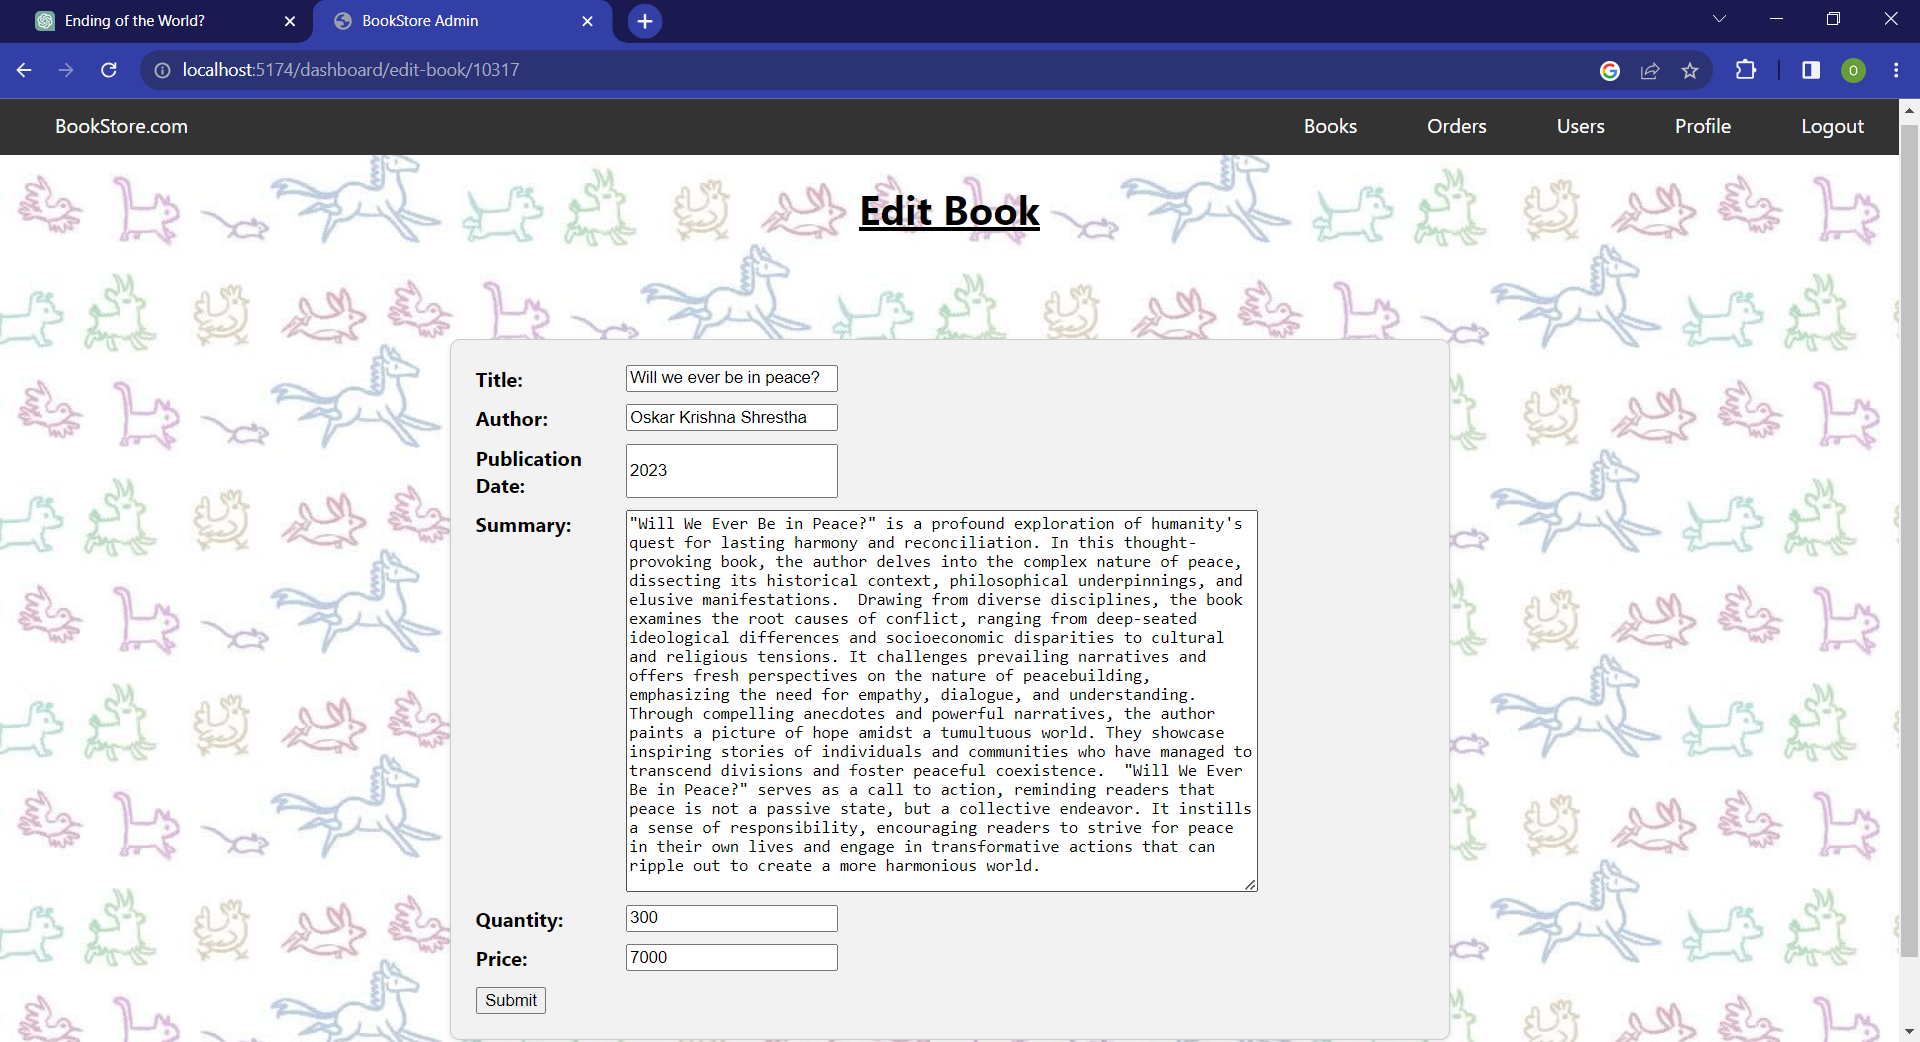 Ending of the World?
BookStore Admin
localhost:5174/dashboard/edit-book/10317
O
BookStore.com
Books
Orders
Users
Profile
Logout
Edit Book
Title:
Will we ever be in peace?
Author:
Oskar Krishna Shrestha
Publication
Date:
2023
Summary:
"Will We Ever Be in Peace?" is a profound exploration of humanity's
quest for lasting harmony and reconciliation. In this thought-
provoking book, the author delves into the complex nature of peace,
dissecting its historical context, philosophical underpinnings, and
elusive manifestations.  Drawing from diverse disciplines, the book
examines the root causes of conflict, ranging from deep-seated
ideological differences and socioeconomic disparities to cultural
and religious tensions. It challenges prevailing narratives and
offers fresh perspectives on the nature of peacebuilding,
emphasizing the need for empathy, dialogue, and understanding.
Through compelling anecdotes and powerful narratives, the author
paints a picture of hope amidst a tumultuous world. They showcase
inspiring stories of individuals and communities who have managed to
transcend divisions and foster peaceful coexistence.  "Will We Ever
Be in Peace?" serves as a call to action, reminding readers that
peace is not a passive state, but a collective endeavor. It instills
a sense of responsibility, encouraging readers to strive for peace
in their own lives and engage in transformative actions that can
ripple out to create a more harmonious world.
Quantity:
300
Price:
7000
Submit